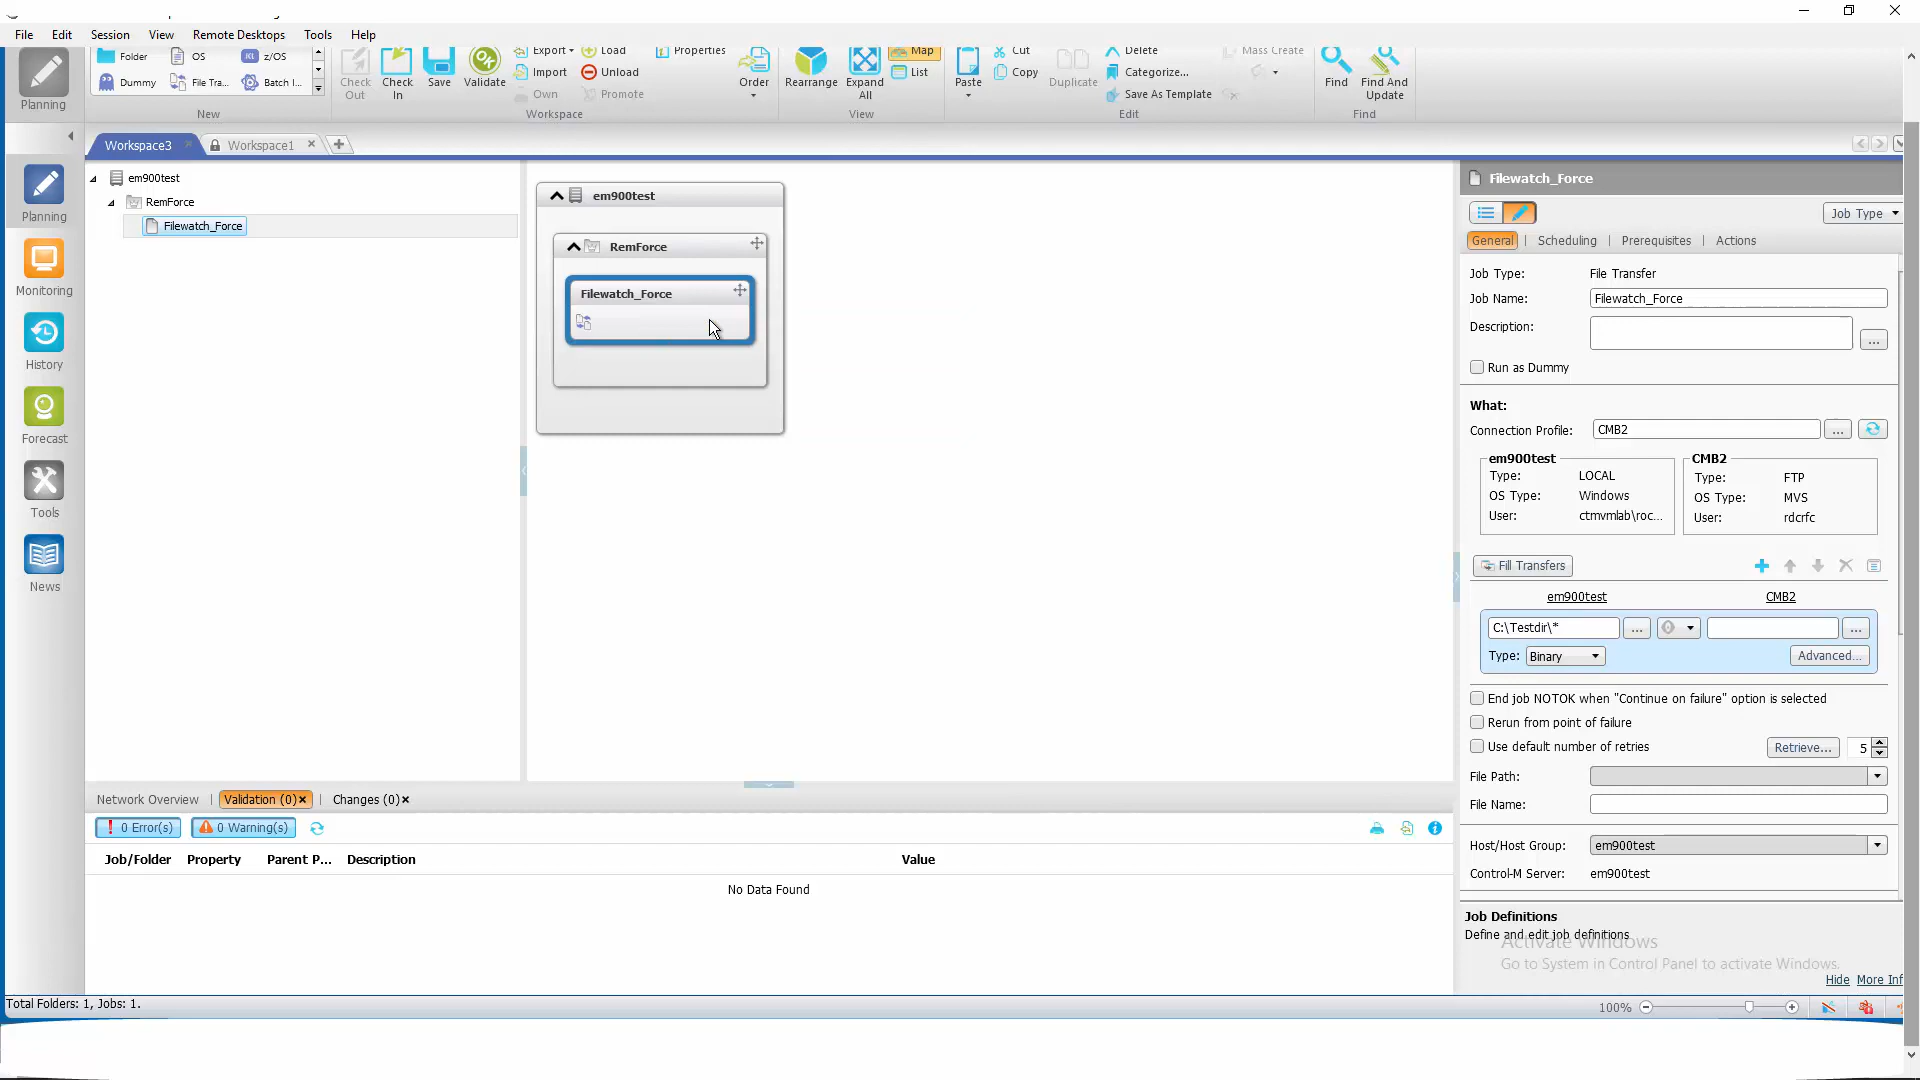 File Edit Session View Remote Desktops Tools Help
Folder OS z/OS
Dummy File Tra... Batch I...
New
Check Out Check In Save Validate
Export Load
Import Unload
Own Promote
Workspace
Properties
Order
Rearrange Expand All
Map
List
View
Paste Cut
Copy
Duplicate
Delete
Categorize...
Save As Template
Mass Create
Edit
Find Find And Update
Find
Planning
Workspace3 Workspace1
Planning
Monitoring
History
Forecast
Tools
News
em900test
RemForce
Filewatch_Force
em900test
RemForce
Filewatch_Force
Filewatch_Force
Job Type
General | Scheduling | Prerequisites | Actions
Job Type: File Transfer
Job Name: Filewatch_Force
Description: ...
Run as Dummy
What:
Connection Profile: CMB2 ...
em900test
Type: LOCAL
OS Type: Windows
User: ctmvmlab\roc...
CMB2
Type: FTP
OS Type: MVS
User: rdcrfc
Fill Transfers
em900test CMB2
C:\Testdir\* ... ...
Type: Binary Advanced...
End job NOTOK when "Continue on failure" option is selected
Rerun from point of failure
Use default number of retries Retrieve... 5
File Path:
File Name:
Host/Host Group: em900test
Control-M Server: em900test
Job Definitions
Define and edit job definitions
Activate Windows
Go to System in Control Panel to activate Windows.
Hide More Inf
Network Overview | Validation (0)× | Changes (0)×
! 0 Error(s) 0 Warning(s)
Job/Folder Property Parent P... Description Value
No Data Found
Total Folders: 1, Jobs: 1.
100%